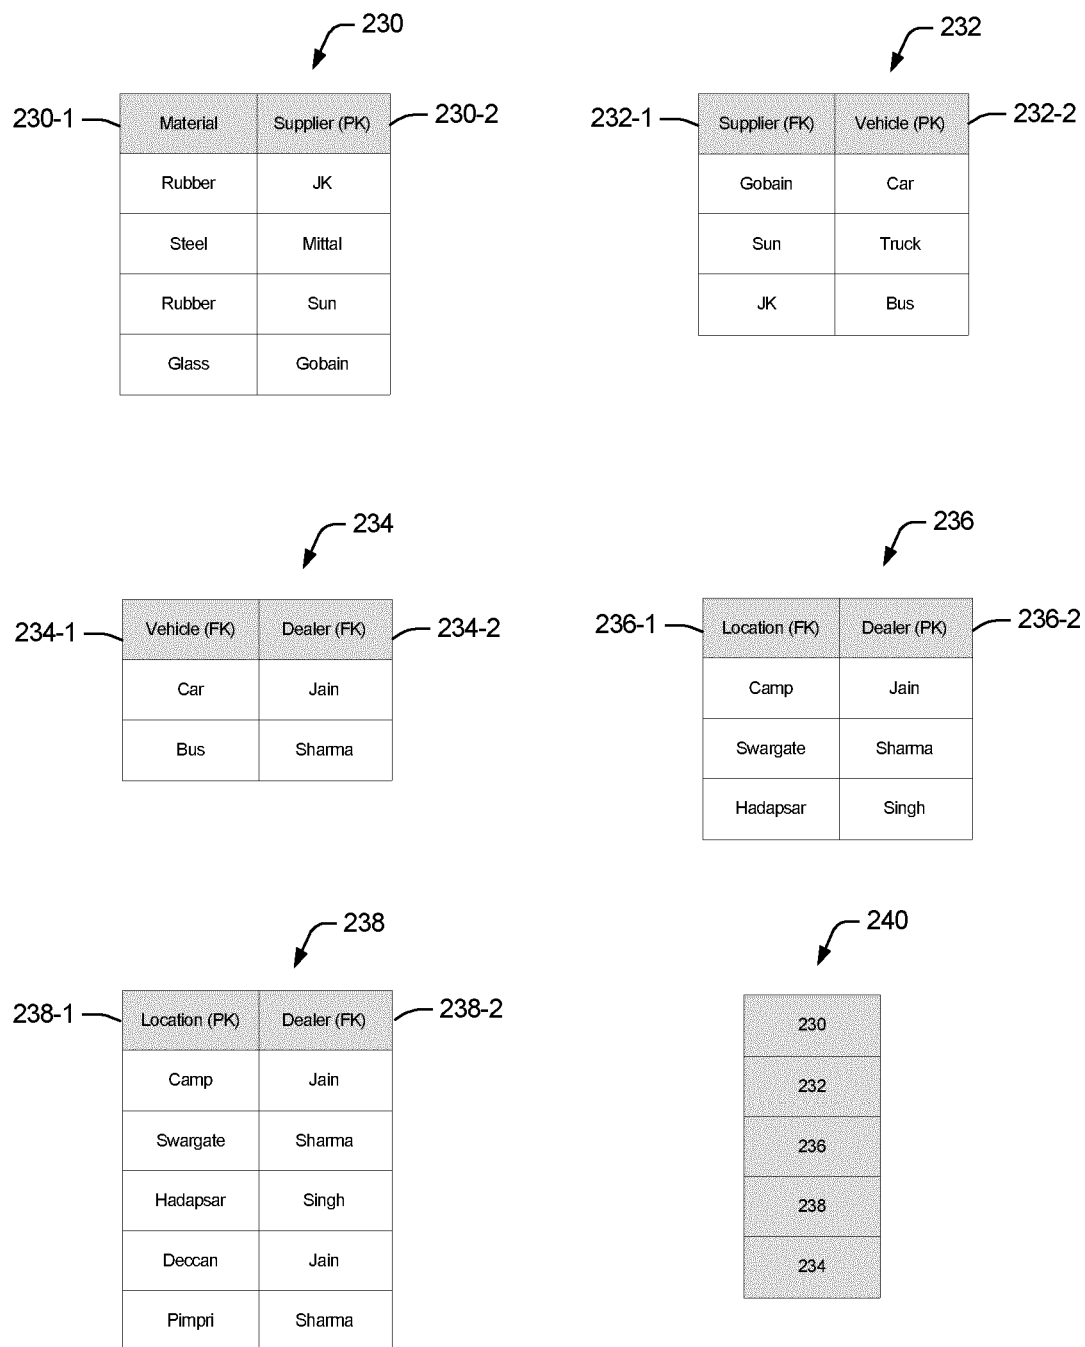 230
230-1 Material Supplier (PK) 230-2
Rubber JK
Steel Mittal
Rubber Sun
Glass Gobain
232
232-1 Supplier (FK) Vehicle (PK) 232-2
Gobain Car
Sun Truck
JK Bus
234
234-1 Vehicle (FK) Dealer (FK) 234-2
Car Jain
Bus Sharma
236
236-1 Location (FK) Dealer (PK) 236-2
Camp Jain
Swargate Sharma
Hadapsar Singh
238
238-1 Location (PK) Dealer (FK) 238-2
Camp Jain
Swargate Sharma
Hadapsar Singh
Deccan Jain
Pimpri Sharma
240
230
232
236
238
234